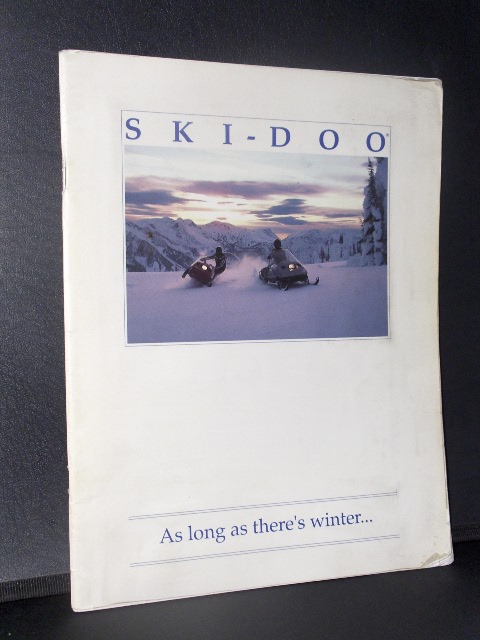 SKI-DOO®
As long as there's winter...